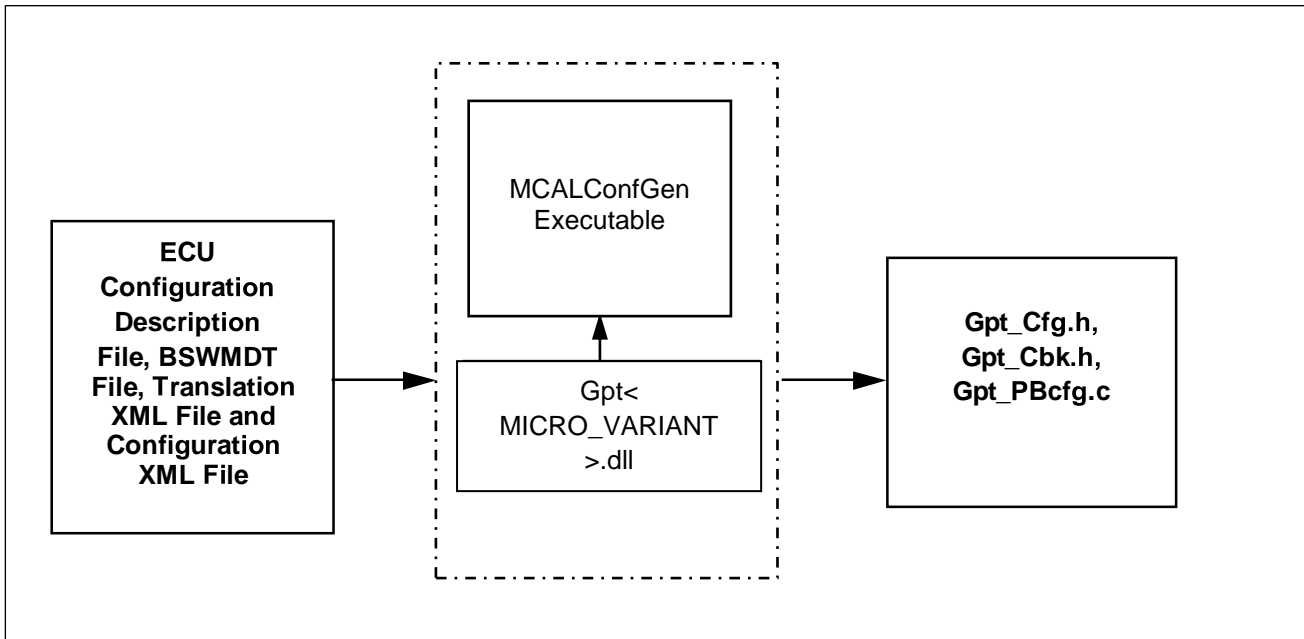 ECU
Configuration
Description
File, BSWMDT
File, Translation
XML File and
Configuration
XML File
MCALConfGen
Executable
Gpt<
MICRO_VARIANT
>.dll
Gpt_Cfg.h,
Gpt_Cbk.h,
Gpt_PBcfg.c